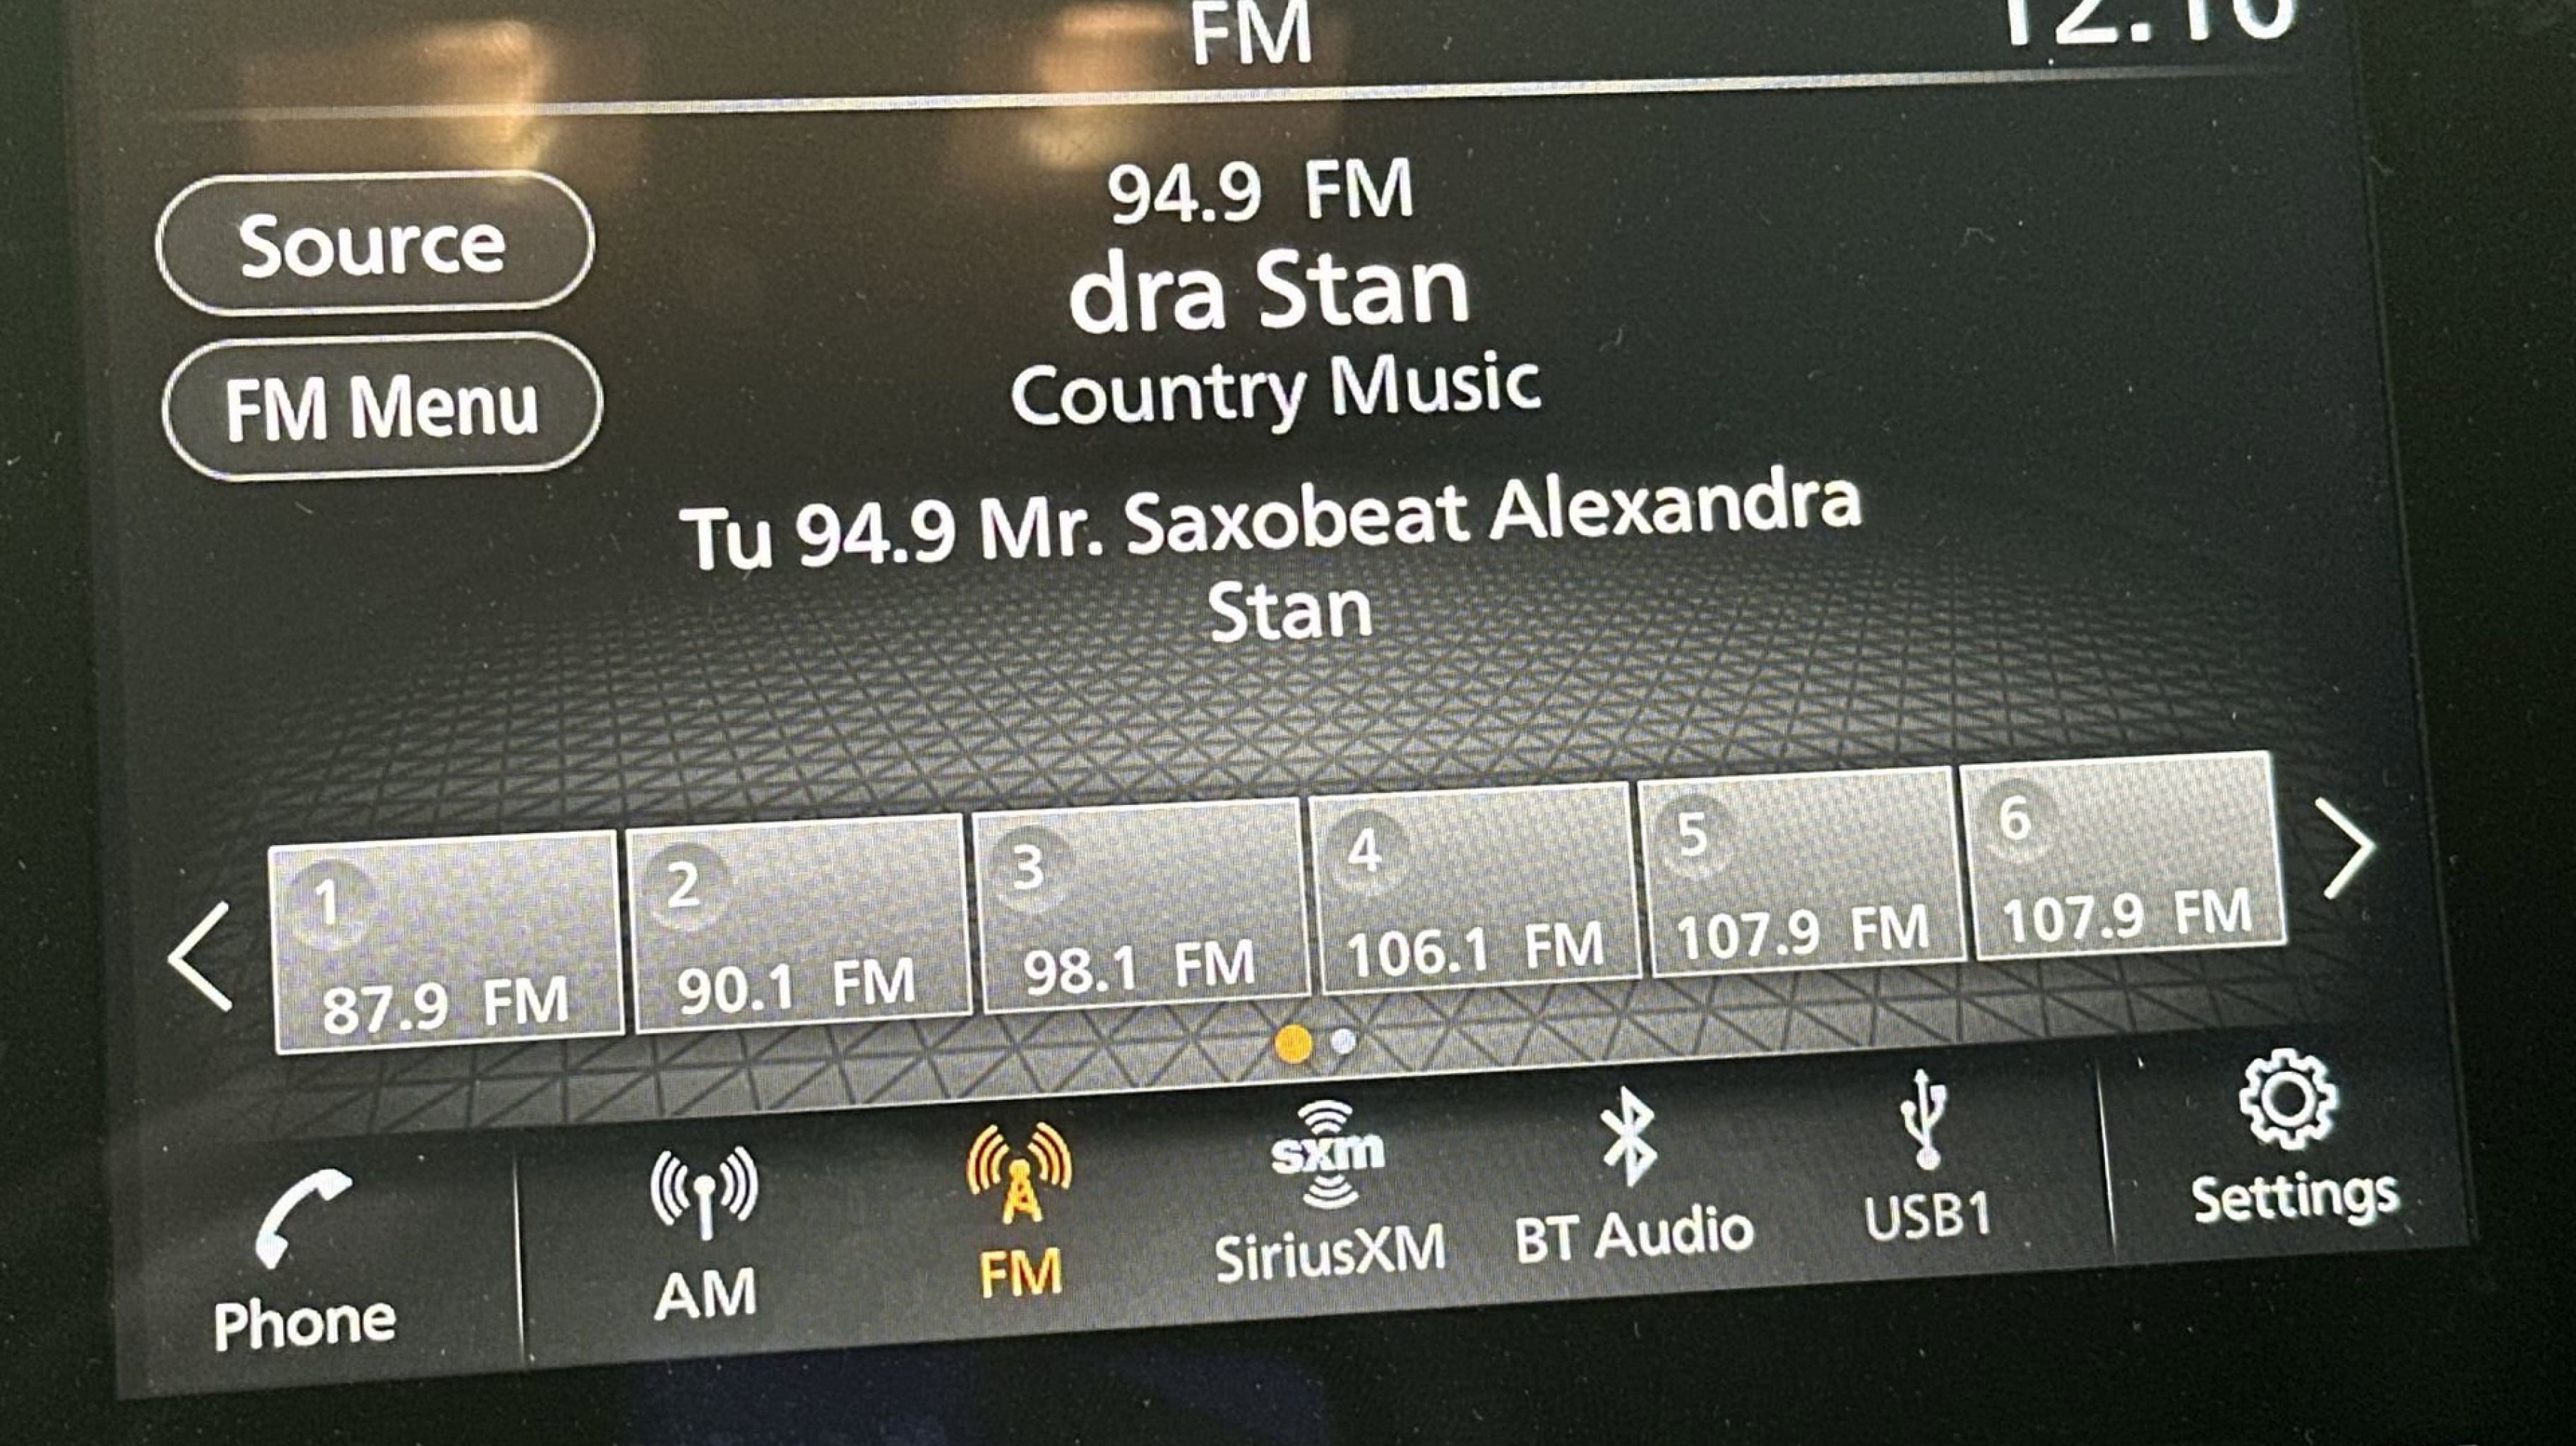 FM
12:10
94.9 FM
dra Stan
Country Music
Source
FM Menu
Tu 94.9 Mr. Saxobeat Alexandra
Stan
1
2
3
4
5
6
87.9 FM
90.1 FM
98.1 FM
106.1 FM
107.9 FM
107.9 FM
sxm
Phone
AM
FM
SiriusXM
BT Audio
USB1
Settings